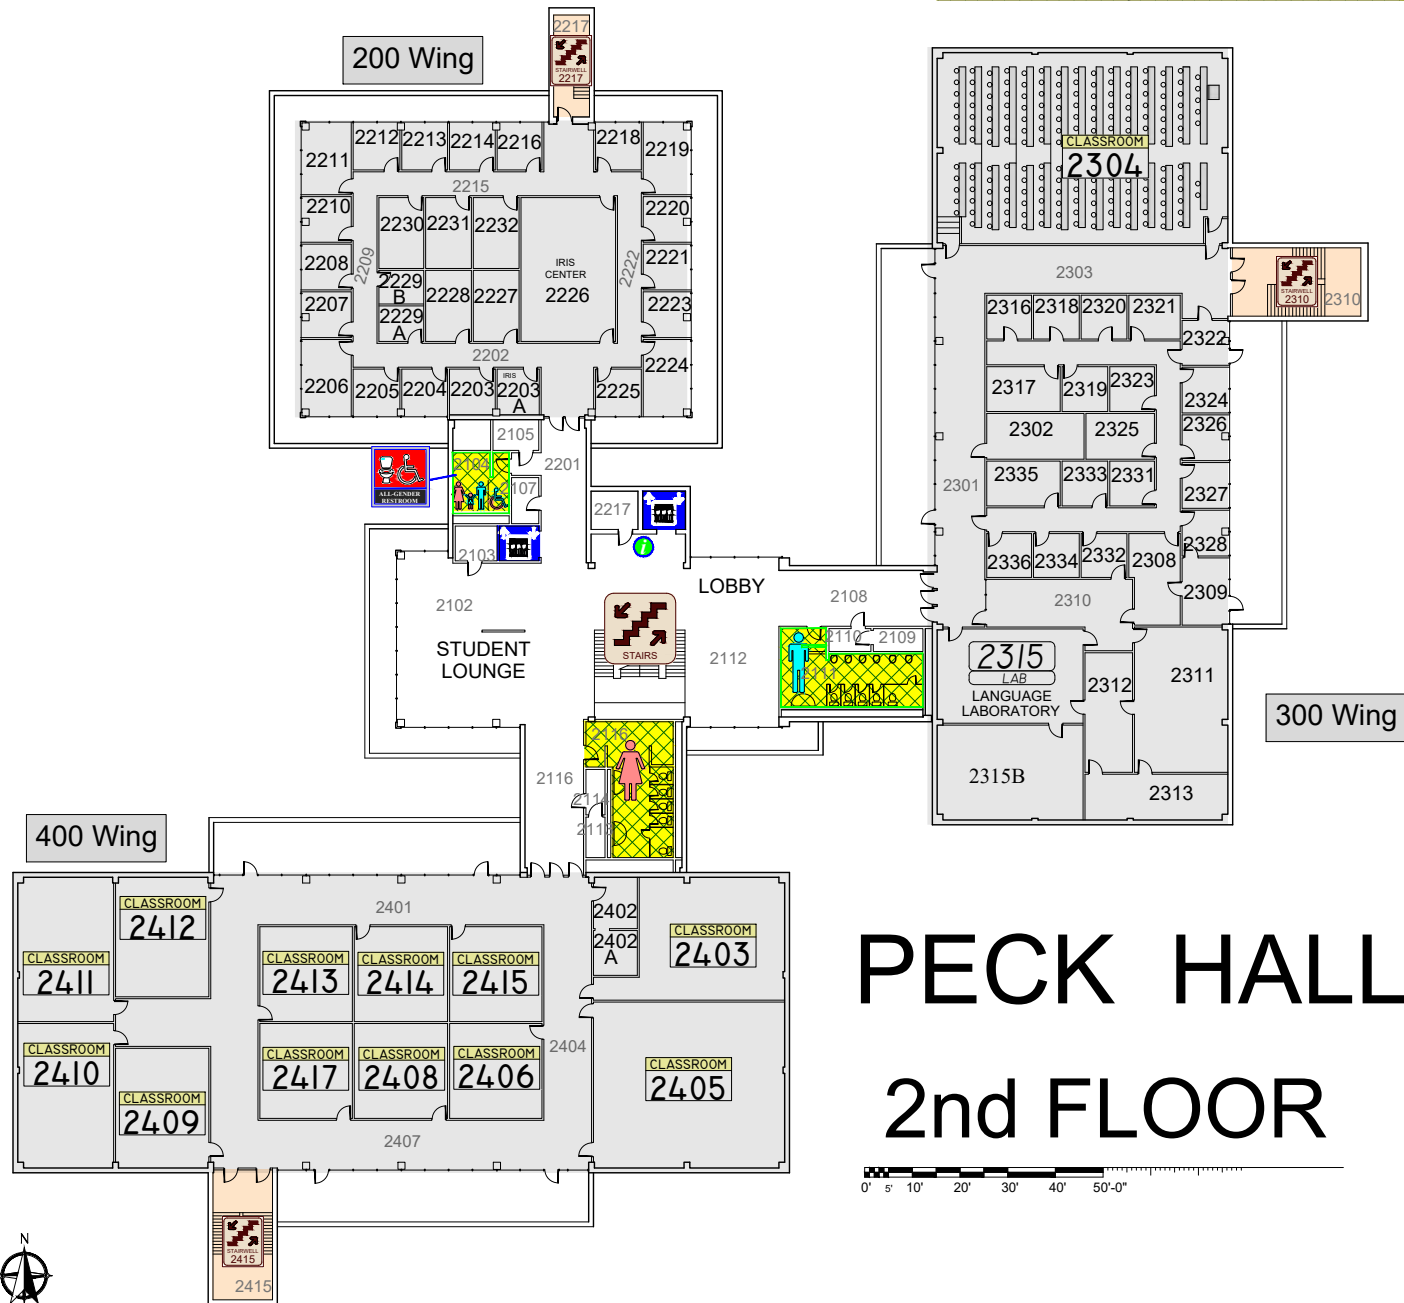 2217
STAIRWELL
2217
200 Wing
2211
2212
2213
2214
2216
2218
2219
2215
2210
2230
2231
2232
2220
2209
2222
2208
2221
IRIS
CENTER
2226
2229
B
2228
2227
2207
2229
A
2223
2202
2206
2205
2204
2203
IRIS
2203
A
2225
2224
2105
2104
2201
ALL-GENDER
RESTROOM
2107
2217
2103
i
2102
STUDENT
LOUNGE
STAIRS
LOBBY
2108
2112
2110
2109
2111
2116
2116
2114
2113
CLASSROOM
2304
2303
STAIRWELL
2310
2310
2316
2318
2320
2321
2322
2317
2319
2323
2324
2302
2325
2326
2301
2335
2333
2331
2327
2336
2334
2332
2308
2328
2310
2309
2315
LAB
LANGUAGE
LABORATORY
2312
2311
2315B
2313
300 Wing
400 Wing
2401
CLASSROOM
2412
CLASSROOM
2411
CLASSROOM
2413
CLASSROOM
2414
CLASSROOM
2415
2402
2402
A
CLASSROOM
2403
CLASSROOM
2410
CLASSROOM
2409
CLASSROOM
2417
CLASSROOM
2408
CLASSROOM
2406
2404
CLASSROOM
2405
2407
STAIRWELL
2415
2415
N
PECK HALL
2nd FLOOR
0' 5' 10' 20' 30' 40' 50'-0"